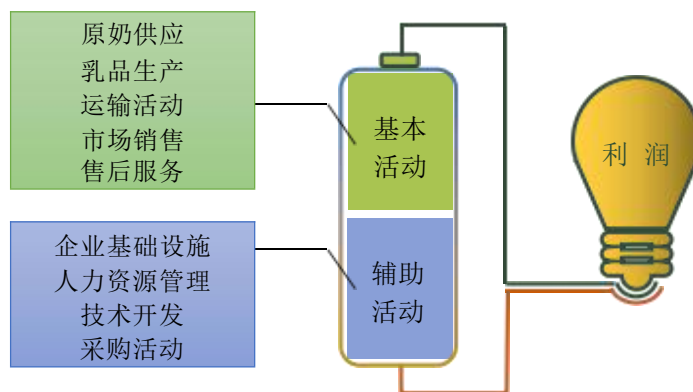 原奶供应
乳品生产
运输活动
市场销售
售后服务
基本
活动
利润
企业基础设施
人力资源管理
技术开发
采购活动
辅助
活动